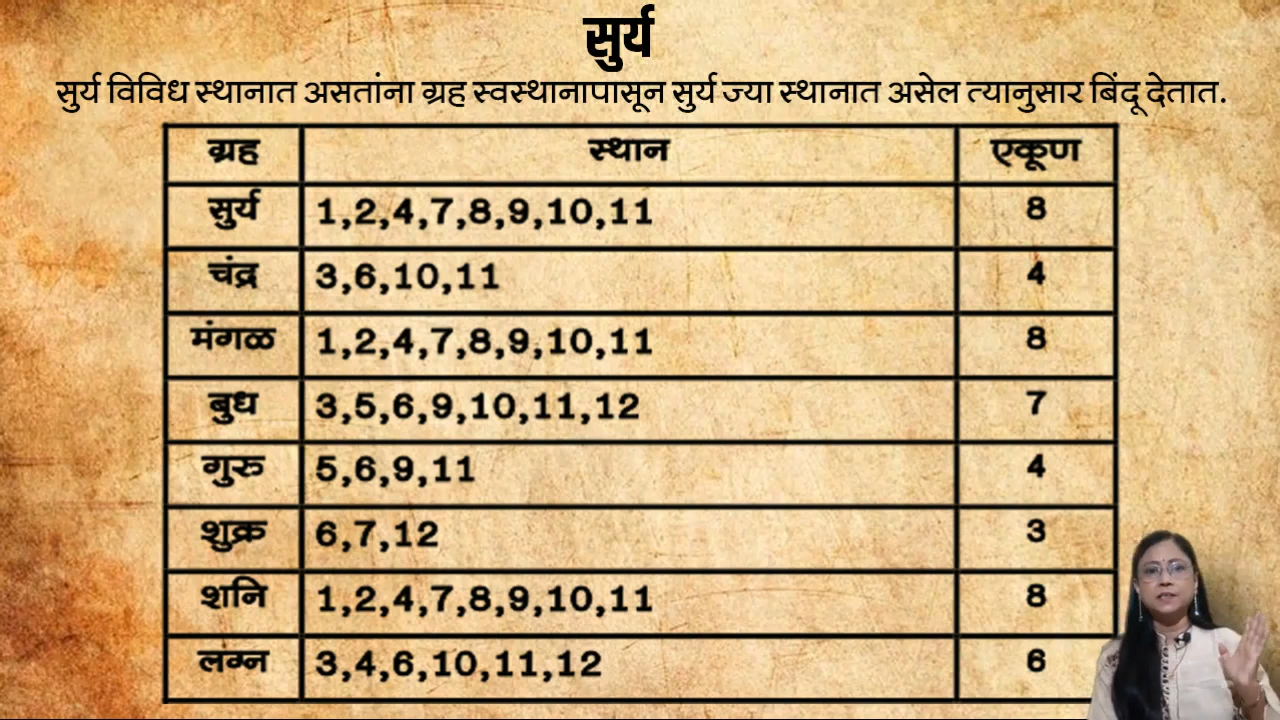 सुर्य
सुर्य विविध स्थानात असतांना ग्रह स्वस्थानापासून सुर्य ज्या स्थानात असेल त्यानुसार बिंदू देतात.
ग्रह स्थान एकूण
सुर्य 1,2,4,7,8,9,10,11 8
चंद्र 3,6,10,11 4
मंगळ 1,2,4,7,8,9,10,11 8
बुध 3,5,6,9,10,11,12 7
गुरु 5,6,9,11 4
शुक्र 6,7,12 3
शनि 1,2,4,7,8,9,10,11 8
लग्न 3,4,6,10,11,12 6